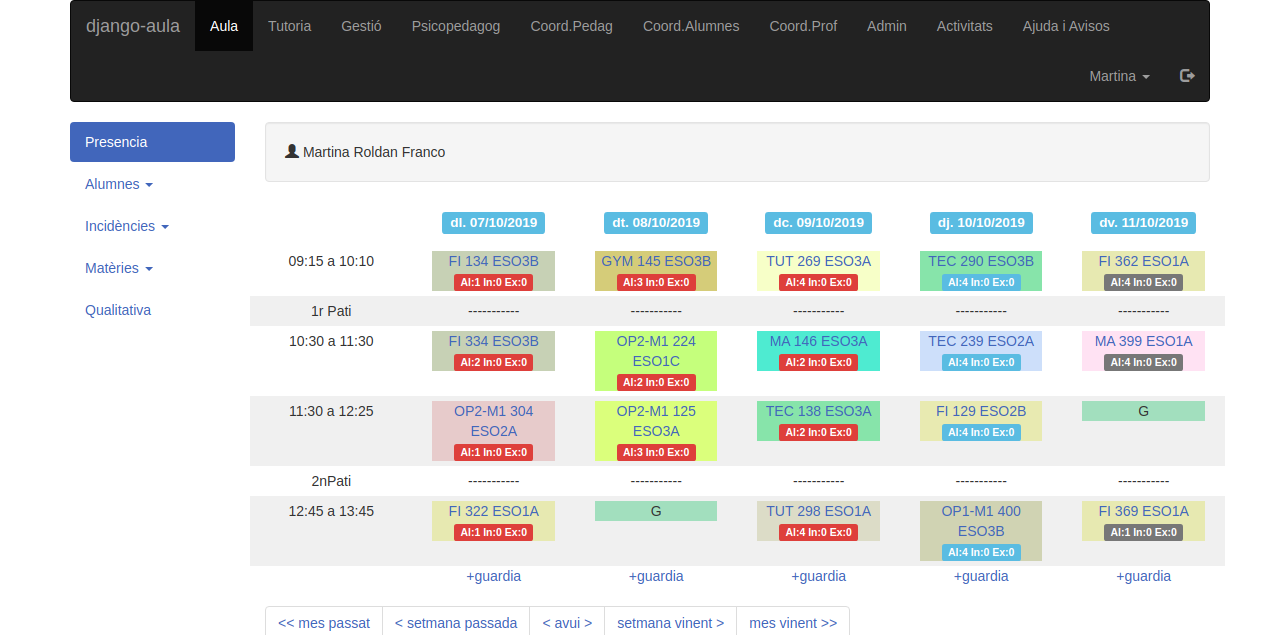 django-aula Aula Tutoria Gestió Psicopedagog Coord.Pedag Coord.Alumnes Coord.Prof Admin Activitats Ajuda i Avisos
Martina
Presencia
Alumnes
Incidències
Matèries
Qualitativa
Martina Roldan Franco
dl. 07/10/2019 dt. 08/10/2019 dc. 09/10/2019 dj. 10/10/2019 dv. 11/10/2019
09:15 a 10:10 FI 134 ESO3B GYM 145 ESO3B TUT 269 ESO3A TEC 290 ESO3B FI 362 ESO1A
Al:1 In:0 Ex:0 Al:3 In:0 Ex:0 Al:4 In:0 Ex:0 Al:4 In:0 Ex:0 Al:4 In:0 Ex:0
1r Pati ----------- ----------- ----------- ----------- -----------
10:30 a 11:30 FI 334 ESO3B OP2-M1 224 MA 146 ESO3A TEC 239 ESO2A MA 399 ESO1A
Al:2 In:0 Ex:0 ESO1C Al:2 In:0 Ex:0 Al:4 In:0 Ex:0 Al:4 In:0 Ex:0
Al:2 In:0 Ex:0
11:30 a 12:25 OP2-M1 304 OP2-M1 125 TEC 138 ESO3A FI 129 ESO2B G
ESO2A ESO3A Al:2 In:0 Ex:0 Al:4 In:0 Ex:0
Al:1 In:0 Ex:0 Al:3 In:0 Ex:0
2nPati ----------- ----------- ----------- ----------- -----------
12:45 a 13:45 FI 322 ESO1A G TUT 298 ESO1A OP1-M1 400 FI 369 ESO1A
Al:1 In:0 Ex:0 Al:4 In:0 Ex:0 ESO3B Al:1 In:0 Ex:0
Al:4 In:0 Ex:0
+guardia +guardia +guardia +guardia +guardia
<< mes passat < setmana passada < avui > setmana vinent > mes vinent >>